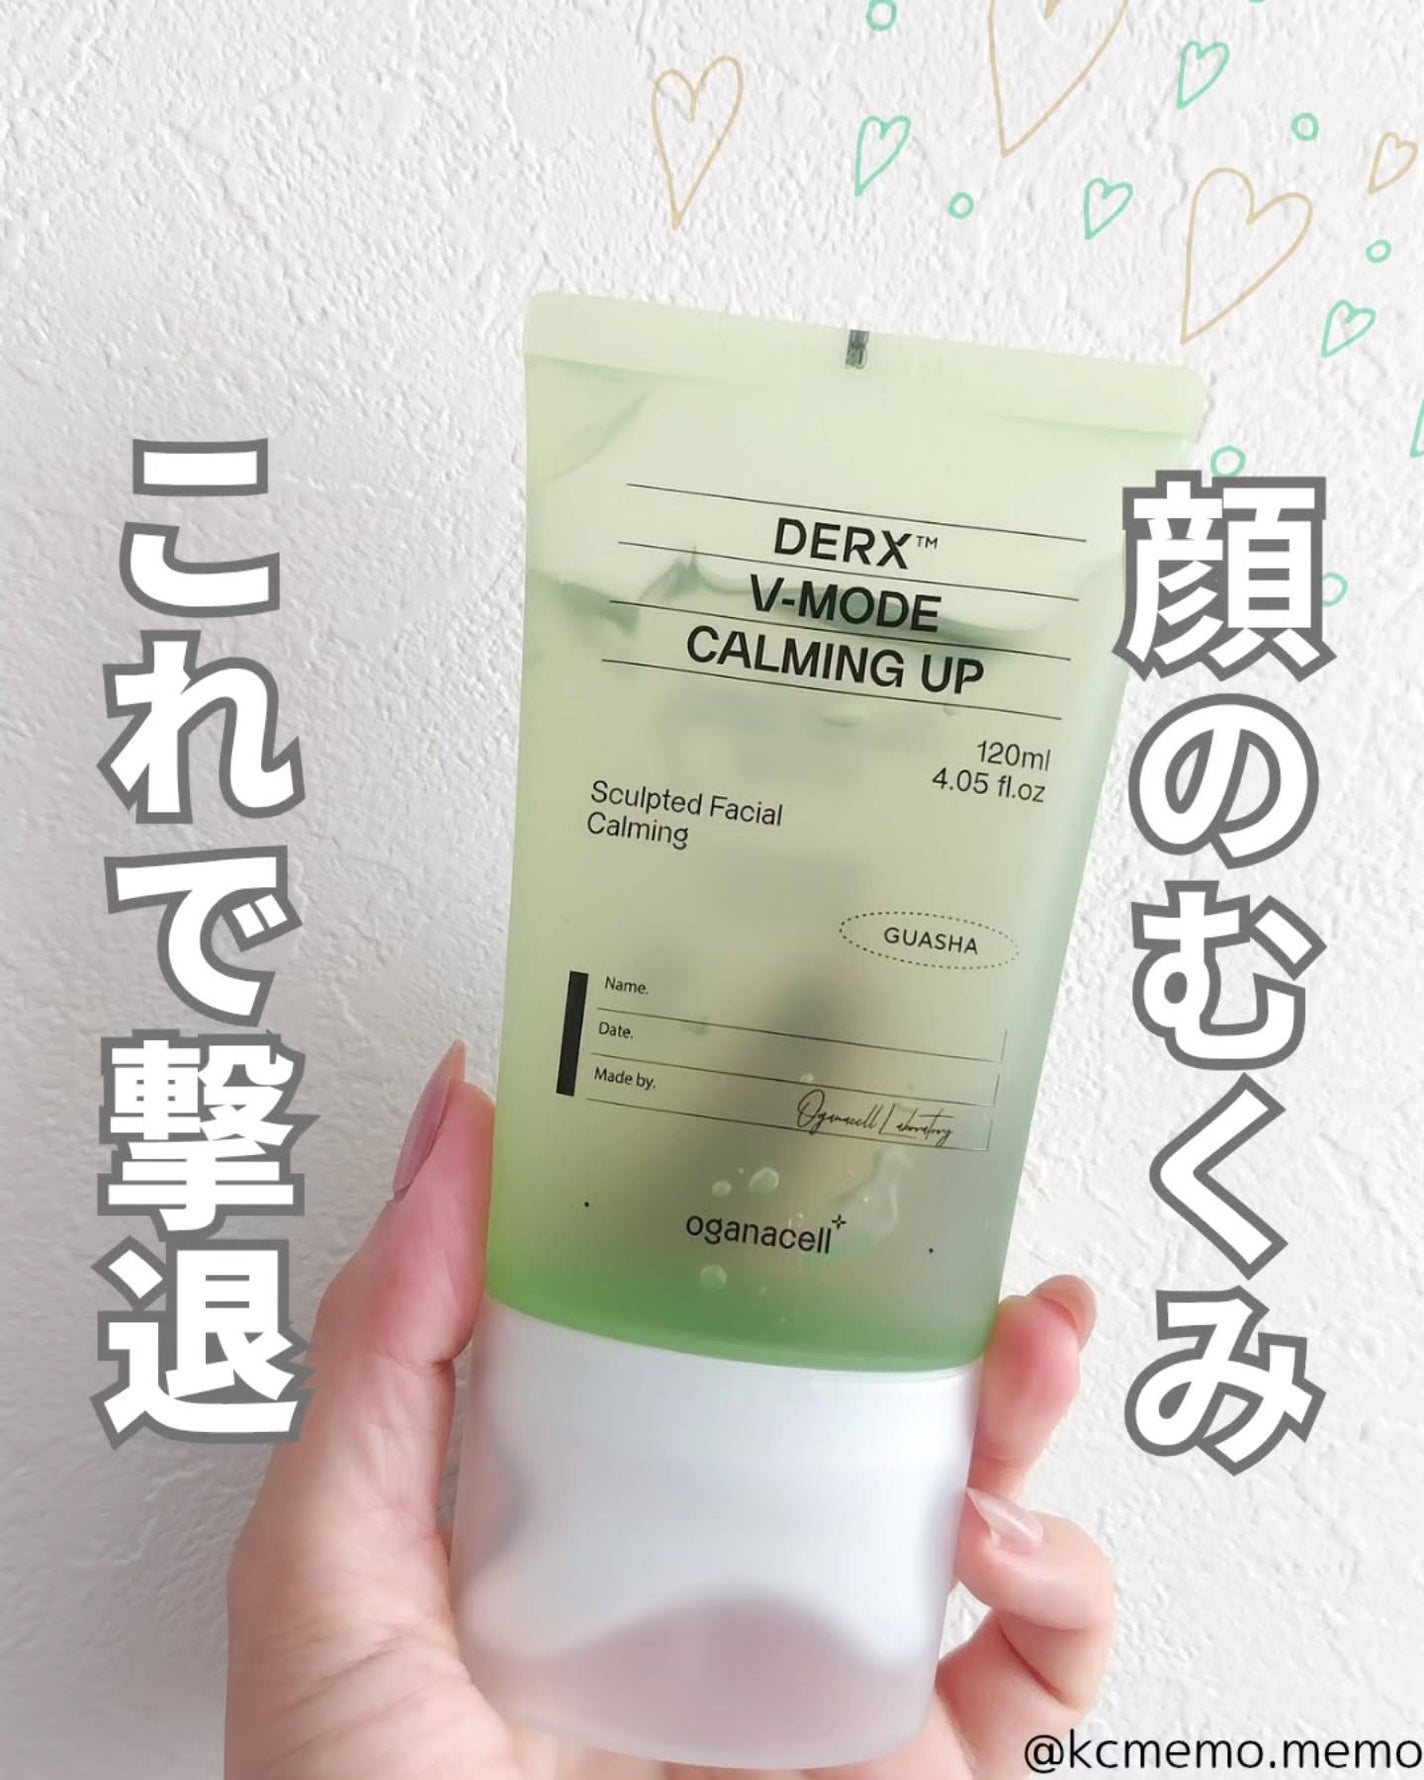 顔のむくみ
これで撃退
DERX™
V-MODE
CALMING UP
120ml
4.05 fl.oz
Sculpted Facial
Calming
GUASHA
Name.
Date.
Made by.
Oganacell Laboratory
oganacell+
@kcmemo.memo